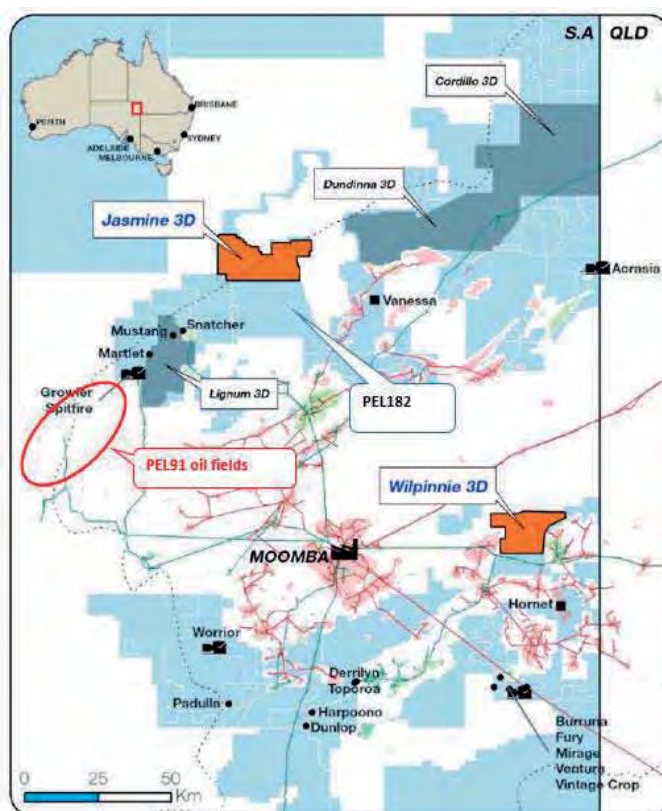 S.A QLD
Cordillo 3D
BRISBANE
PERTH
SYDNEY
ADELAIDE
MELBOURNE
Dundinna 3D
Jasmine 3D
Acrasia
Vanessa
Snatcher
Mustang
Martlet
Growler
Spitfire
Lignum 3D
PEL182
PEL91 oil fields
Wilpinnie 3D
MOOMBA
Hornet
Worrior
Derrilyn
Toporoa
Padulla
Harpoono
Dunlop
Burruna
Fury
Mirage
Ventura
Vintage Crop
0 25 50
Km